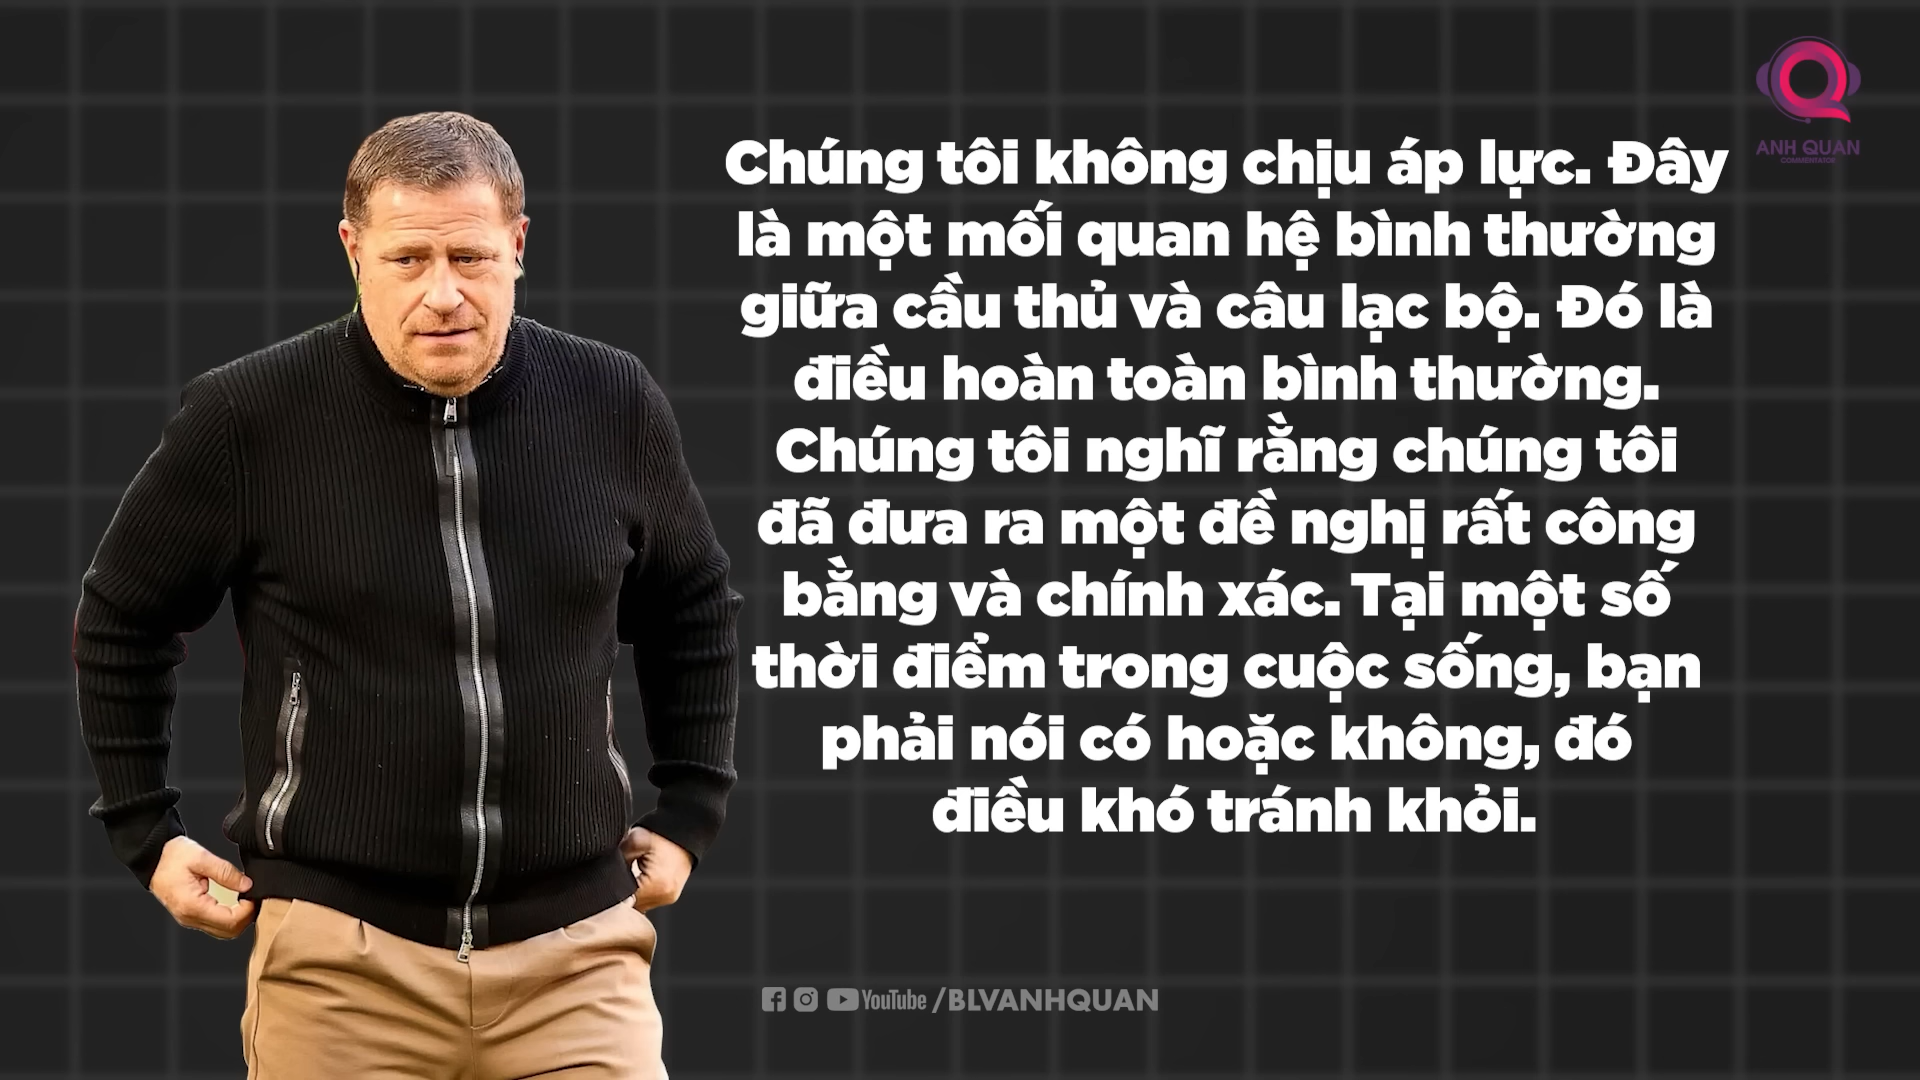 ANH QUAN
COMMENTATOR
Chúng tôi không chịu áp lực. Đây
là một mối quan hệ bình thường
giữa cầu thủ và câu lạc bộ. Đó là
điều hoàn toàn bình thường.
Chúng tôi nghĩ rằng chúng tôi
đã đưa ra một đề nghị rất công
bằng và chính xác. Tại một số
thời điểm trong cuộc sống, bạn
phải nói có hoặc không, đó
điều khó tránh khỏi.
YouTube /BLVANHQUAN